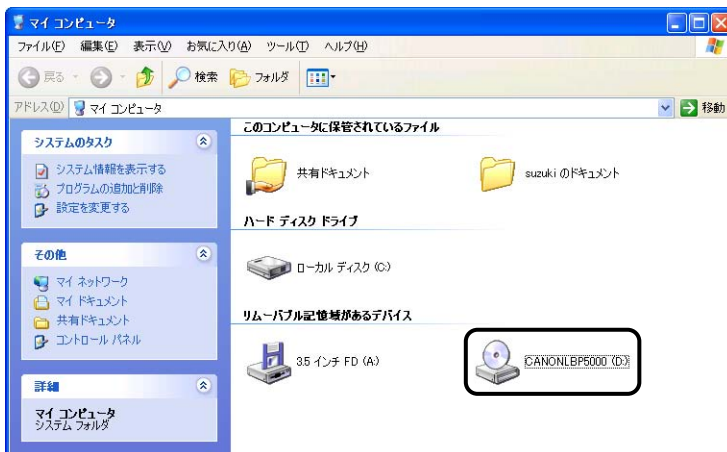 マイ コンピュータ
ファイル(F) 編集(E) 表示(V) お気に入り(A) ツール(T) ヘルプ(H)
戻る 検索 フォルダ
アドレス(D) マイ コンピュータ 移動
システムのタスク
システム情報を表示する
プログラムの追加と削除
設定を変更する
その他
マイ ネットワーク
マイ ドキュメント
共有ドキュメント
コントロール パネル
詳細
マイ コンピュータ
システム フォルダ
このコンピュータに保管されているファイル
共有ドキュメント suzuki のドキュメント
ハード ディスク ドライブ
ローカル ディスク (C:)
リムーバブル記憶域があるデバイス
3.5 インチ FD (A:) CANONLBP5000 (D:)